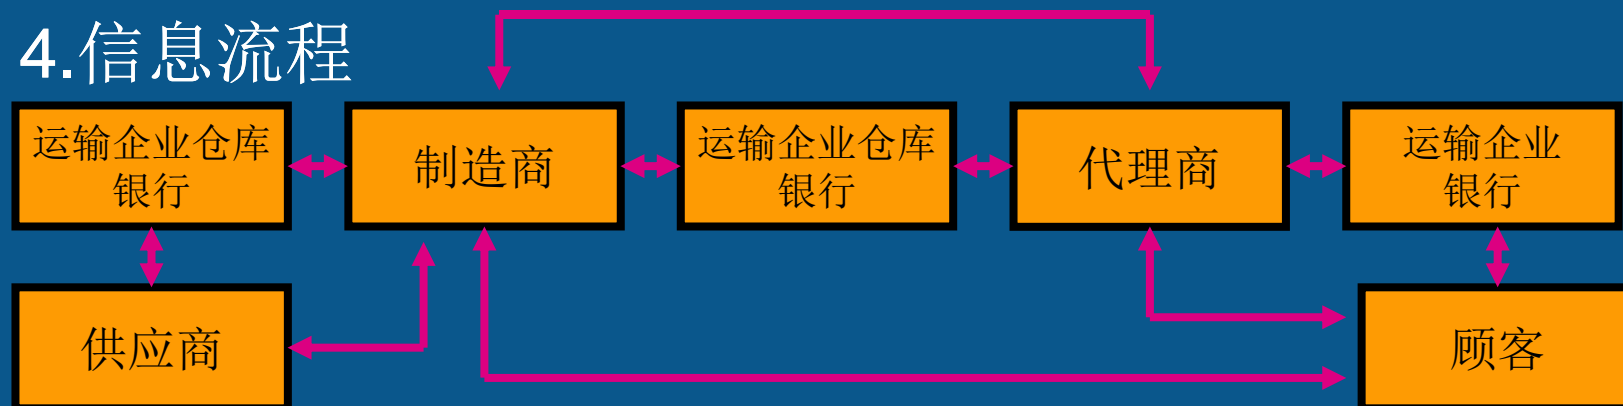 4.信息流程
运输企业仓库
银行
制造商
运输企业仓库
银行
代理商
运输企业
银行
供应商
顾客